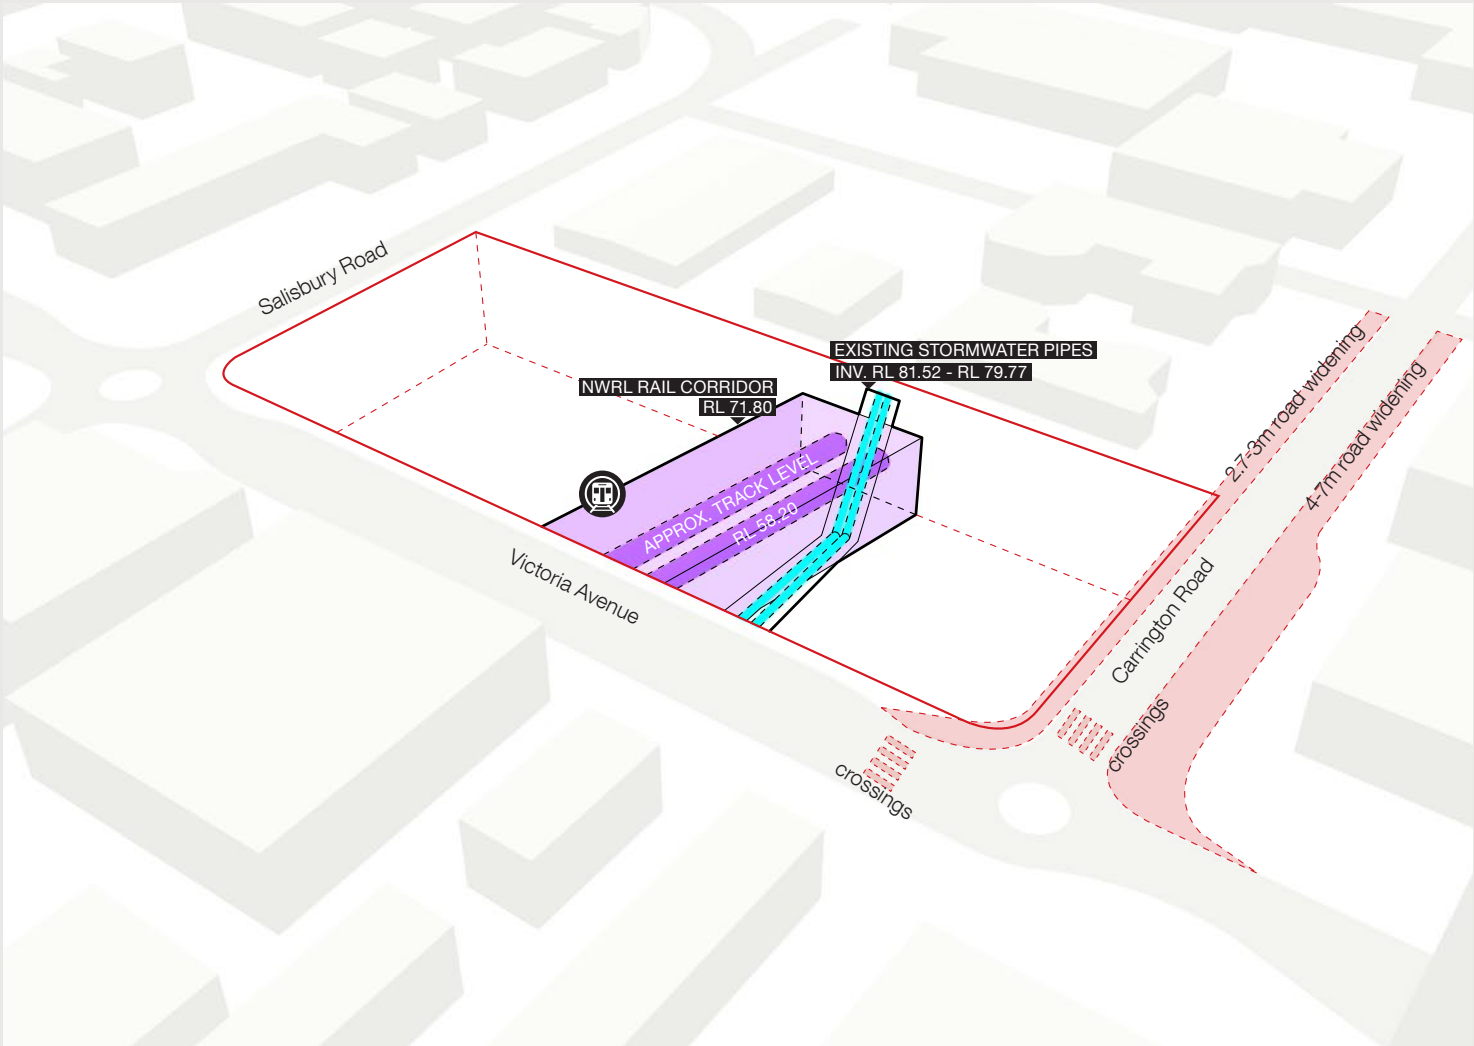 Salisbury Road
EXISTING STORMWATER PIPES
INV. RL 81.52 - RL 79.77
NWRL RAIL CORRIDOR
RL 71.80
2.7-3m road widening
4-7m road widening
APPROX. TRACK LEVEL
RL 58.20
Victoria Avenue
Carrington Road
crossings
crossings